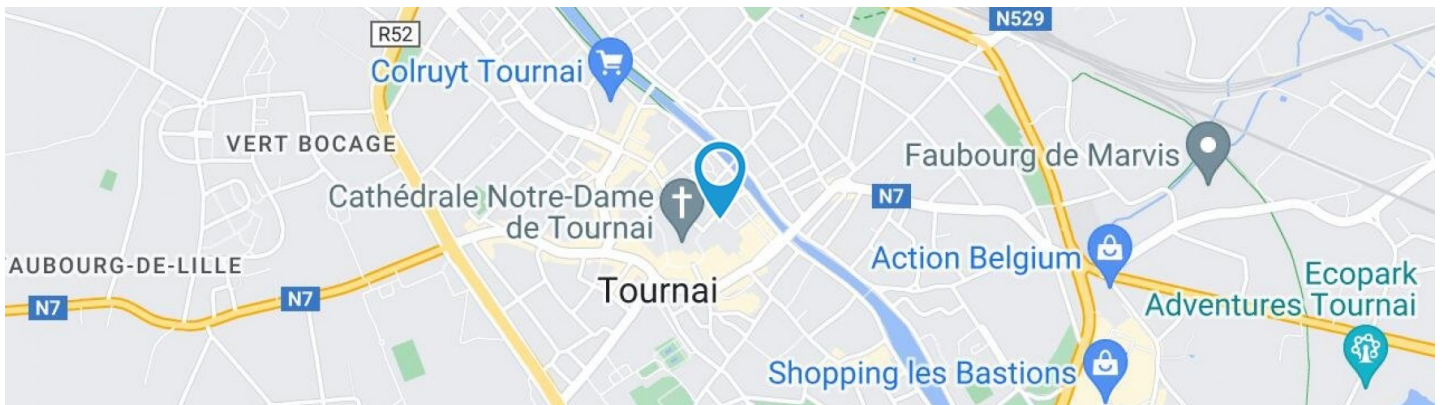 N529
R52
Colruyt Tournai
VERT BOCAGE
Faubourg de Marvis
Cathédrale Notre-Dame
de Tournai
N7
AUBOURG-DE-LILLE
Action Belgium
Ecopark
Adventures Tournai
N7
N7
Tournai
Shopping les Bastions